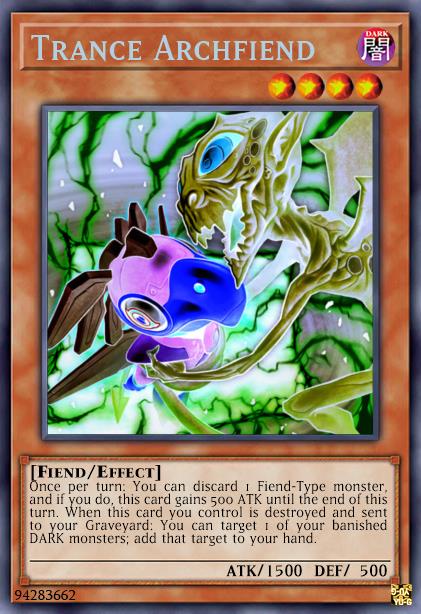 Trance Archfiend
DARK
闇
[Fiend/Effect]
Once per turn: You can discard 1 Fiend-Type monster,
and if you do, this card gains 500 ATK until the end of this
turn. When this card you control is destroyed and sent
to your Graveyard: You can target 1 of your banished
DARK monsters; add that target to your hand.
ATK/1500 DEF/ 500
94283662